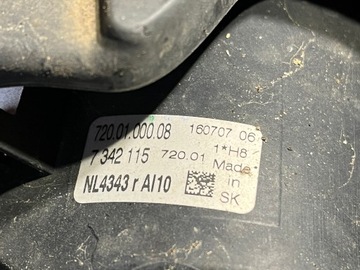 720.01.000.08 160707 06
1*H8
7 342 115 720.01 Made
NL4343 r AI10 in
SK